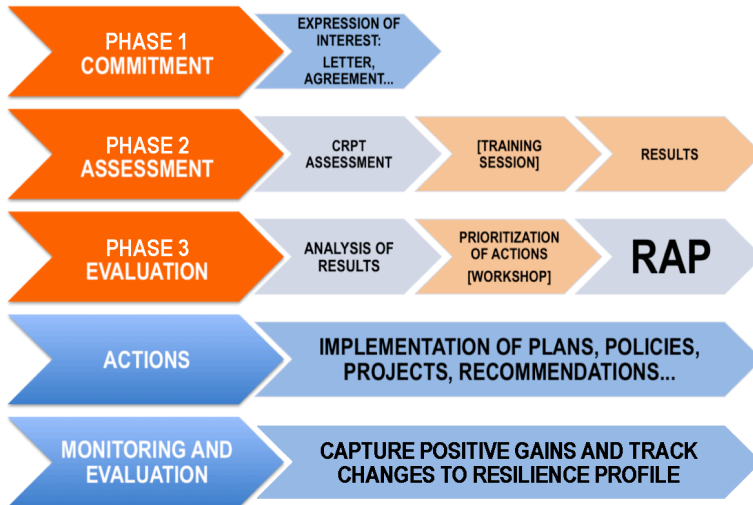 PHASE 1
COMMITMENT
EXPRESSION OF
INTEREST:
LETTER,
AGREEMENT...
PHASE 2
ASSESSMENT
CRPT
ASSESSMENT
[TRAINING
SESSION]
RESULTS
PHASE 3
EVALUATION
ANALYSIS OF
RESULTS
PRIORITIZATION
OF ACTIONS
[WORKSHOP]
RAP
ACTIONS
IMPLEMENTATION OF PLANS, POLICIES,
PROJECTS, RECOMMENDATIONS...
MONITORING AND
EVALUATION
CAPTURE POSITIVE GAINS AND TRACK
CHANGES TO RESILIENCE PROFILE